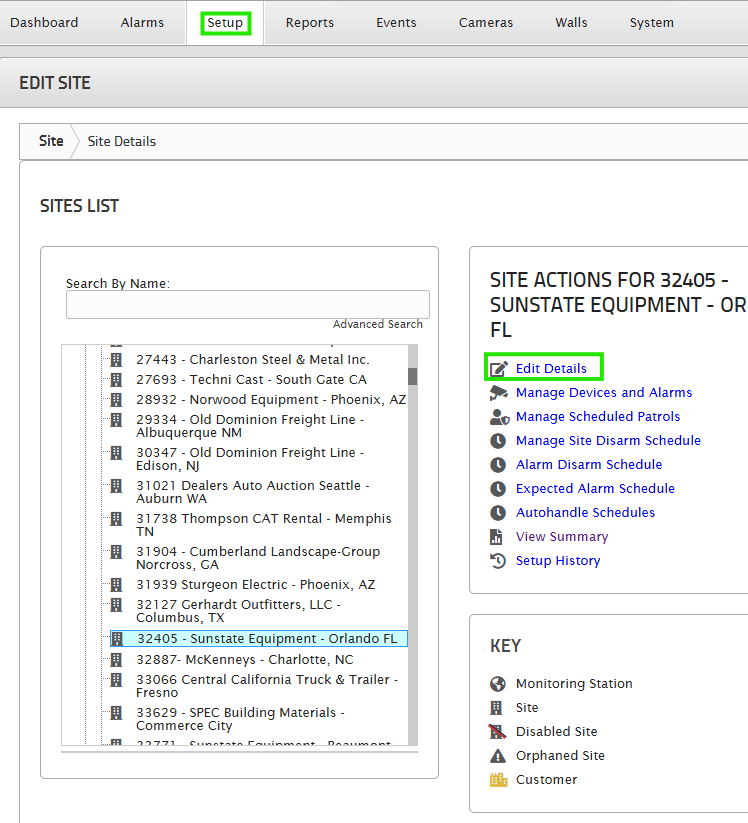 Dashboard Alarms Setup Reports Events Cameras Walls System
EDIT SITE
Site Site Details
SITES LIST
Search By Name:
Advanced Search
27443 - Charleston Steel & Metal Inc.
27693 - Techni Cast - South Gate CA
28932 - Norwood Equipment - Phoenix, AZ
29334 - Old Dominion Freight Line -
Albuquerque NM
30347 - Old Dominion Freight Line -
Edison, NJ
31021 Dealers Auto Auction Seattle -
Auburn WA
31738 Thompson CAT Rental - Memphis
TN
31904 - Cumberland Landscape-Group
Norcross, GA
31939 Sturgeon Electric - Phoenix, AZ
32127 Gerhardt Outfitters, LLC -
Columbus, TX
32405 - Sunstate Equipment - Orlando FL
32887- McKenneys - Charlotte, NC
33066 Central California Truck & Trailer -
Fresno
33629 - SPEC Building Materials -
Commerce City
33771 - Sunstate Equipment - Beaumont
SITE ACTIONS FOR 32405 -
SUNSTATE EQUIPMENT - OR
FL
Edit Details
Manage Devices and Alarms
Manage Scheduled Patrols
Manage Site Disarm Schedule
Alarm Disarm Schedule
Expected Alarm Schedule
Autohandle Schedules
View Summary
Setup History
KEY
Monitoring Station
Site
Disabled Site
Orphaned Site
Customer